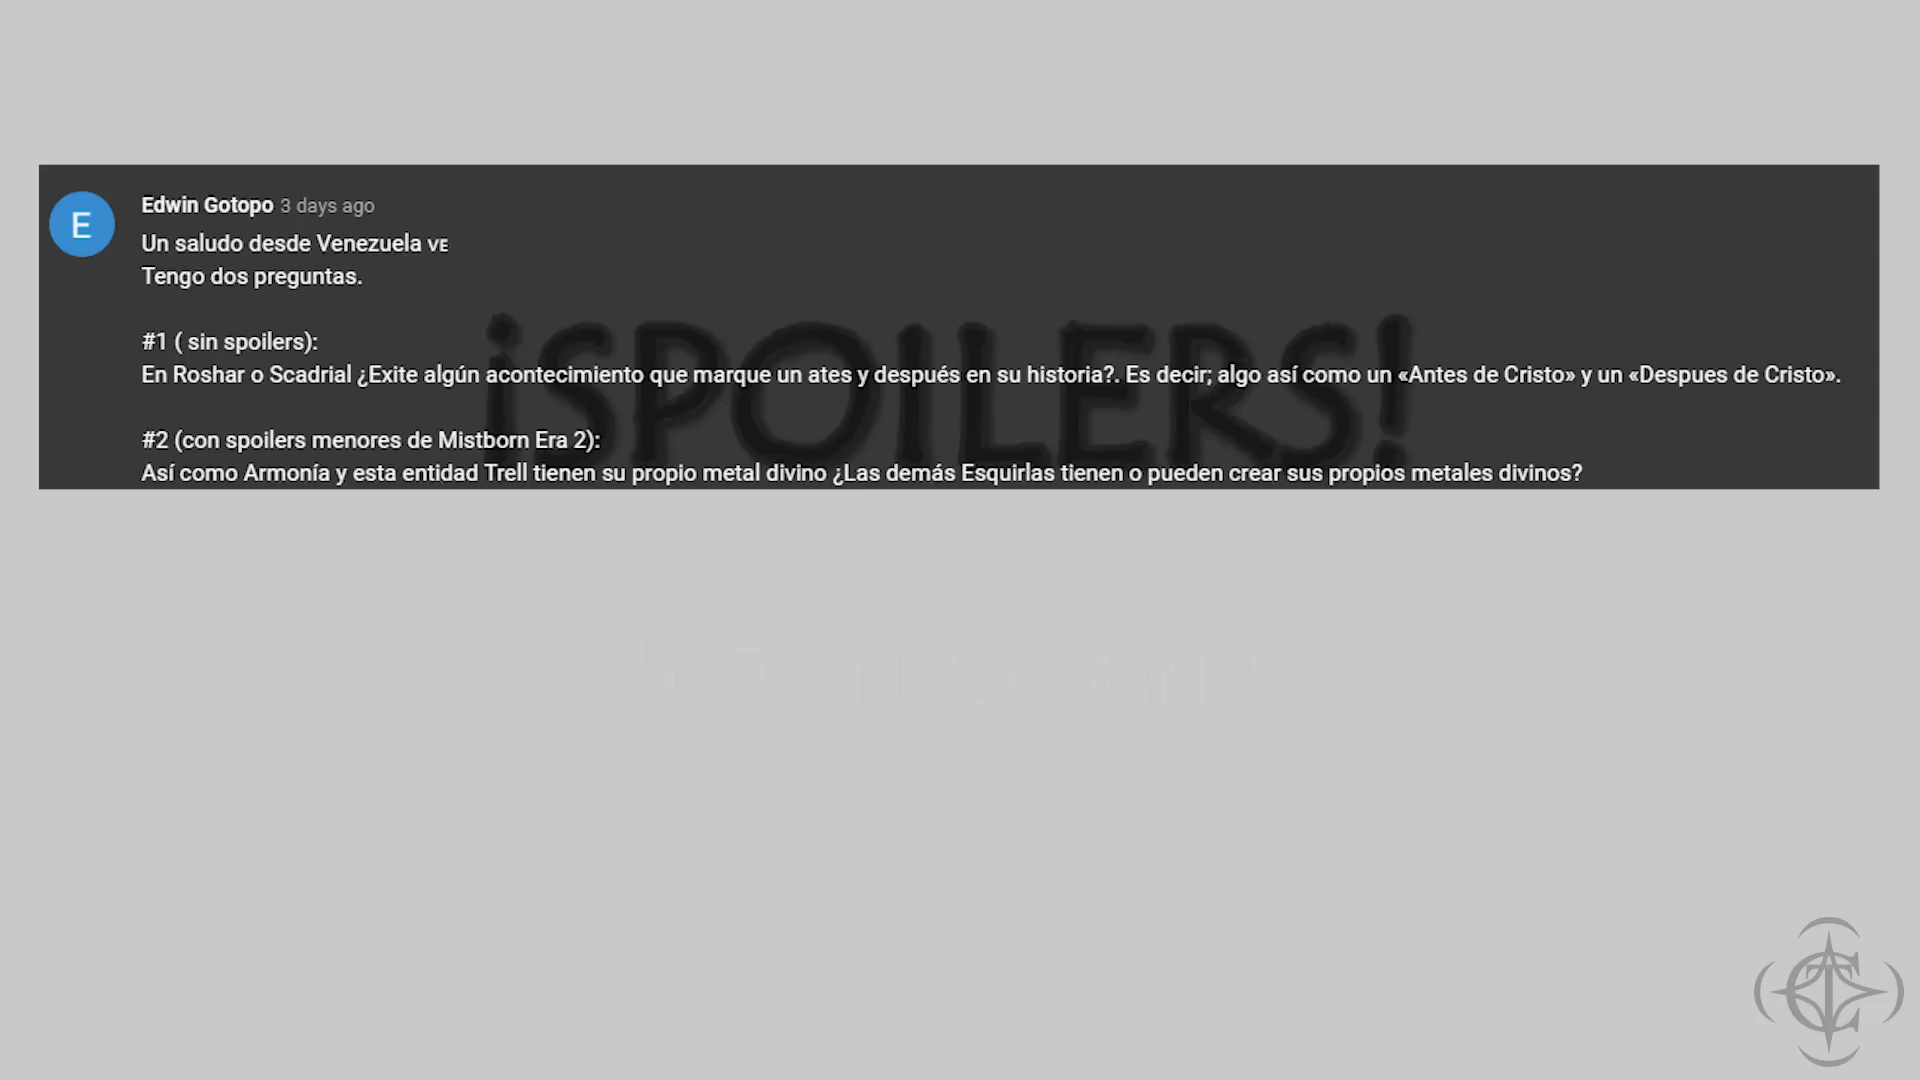 E
Edwin Gotopo 3 days ago
Un saludo desde Venezuela VE
Tengo dos preguntas.
#1 ( sin spoilers):
En Roshar o Scadrial ¿Exite algún acontecimiento que marque un ates y después en su historia?. Es decir; algo así como un «Antes de Cristo» y un «Despues de Cristo».
#2 (con spoilers menores de Mistborn Era 2):
Así como Armonía y esta entidad Trell tienen su propio metal divino ¿Las demás Esquirlas tienen o pueden crear sus propios metales divinos?
¡SPOILERS!